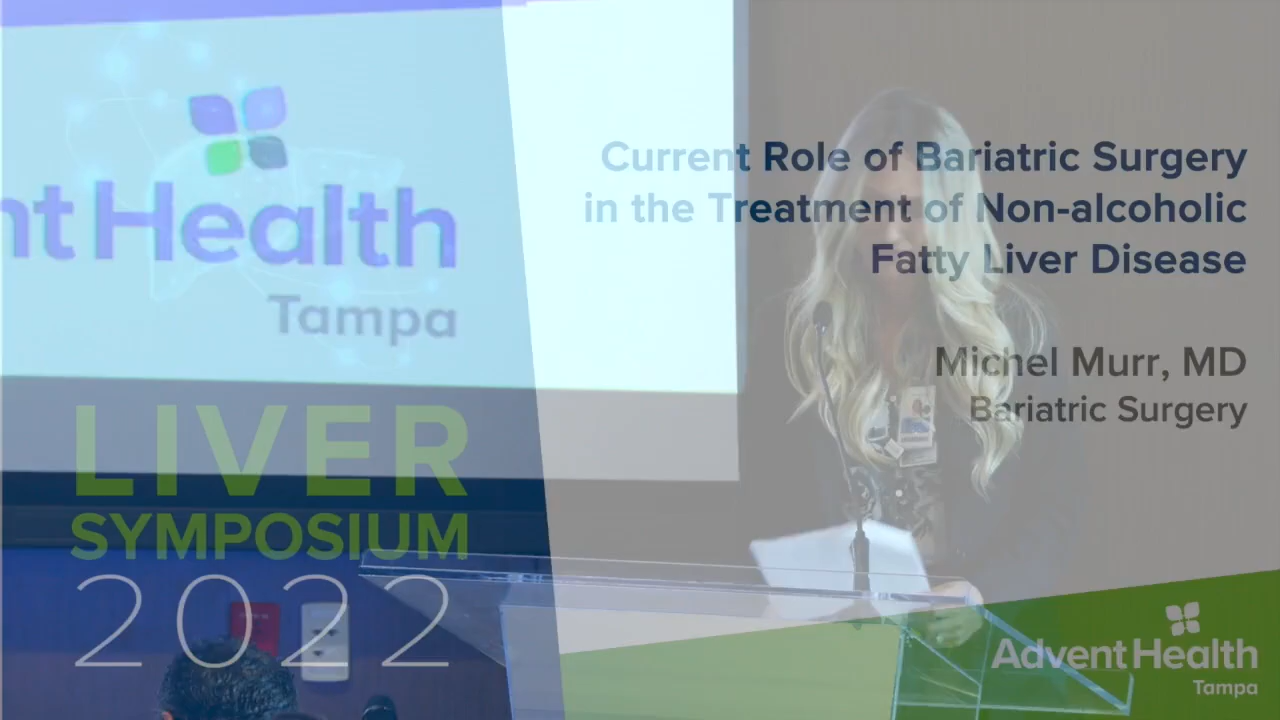 nt Health
Tampa
LIVER
SYMPOSIUM
2022
Current Role of Bariatric Surgery
in the Treatment of Non-alcoholic
Fatty Liver Disease
Michel Murr, MD
Bariatric Surgery
AdventHealth
Tampa